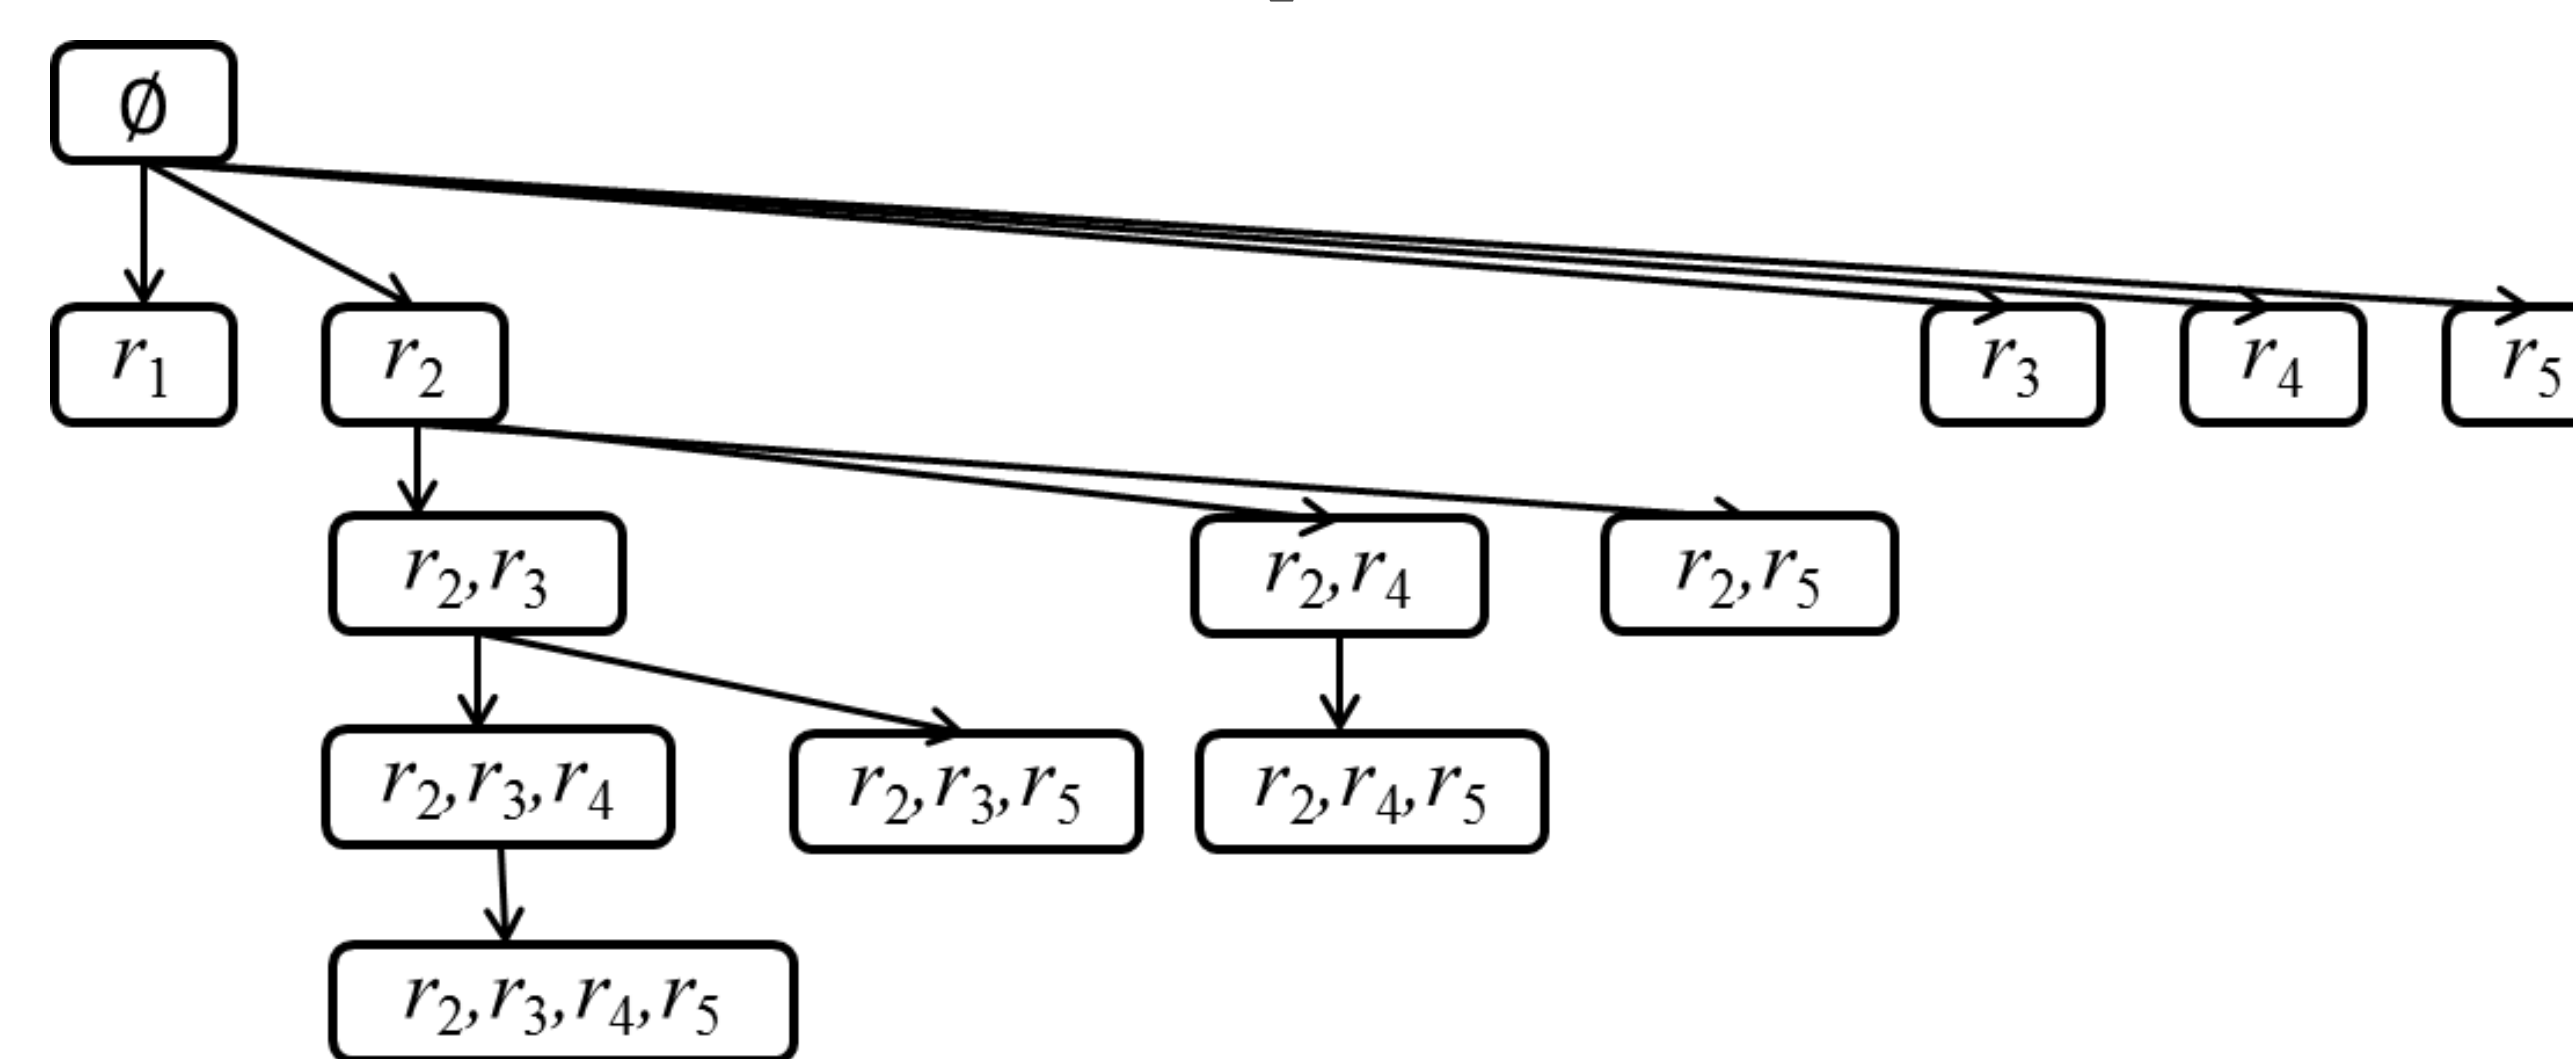 ∅
r₁ r₂ r₃ r₄ r₅
r₂,r₃ r₂,r₄ r₂,r₅
r₂,r₃,r₄ r₂,r₃,r₅ r₂,r₄,r₅
r₂,r₃,r₄,r₅